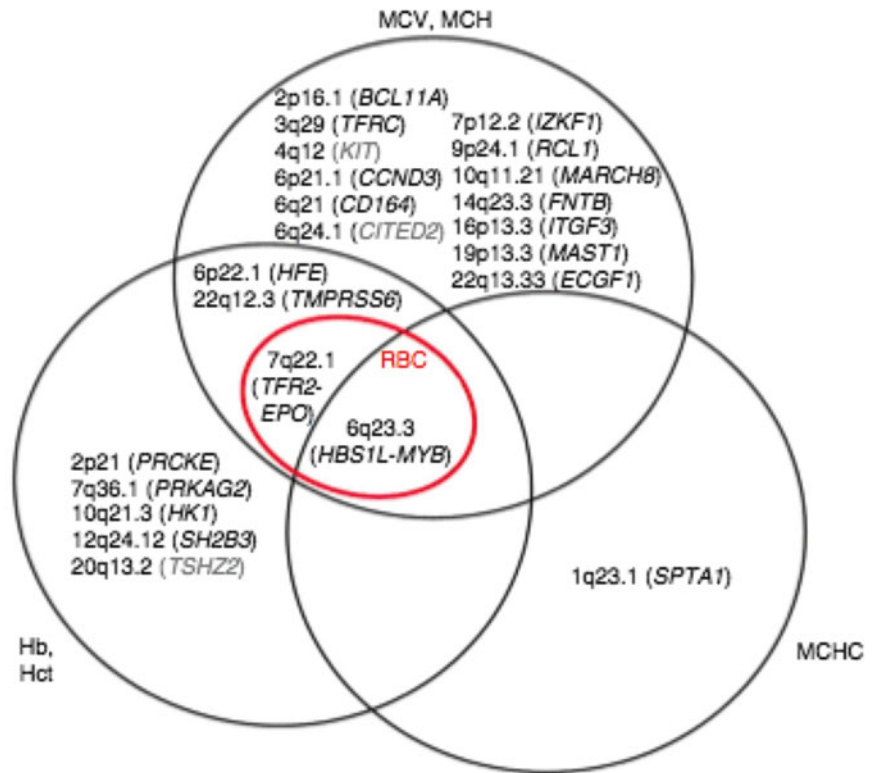 MCV, MCH
2p16.1 (BCL11A)
3q29 (TFRC)
4q12 (KIT)
6p21.1 (CCND3)
6q21 (CD164)
6q24.1 (CITED2)
7p12.2 (IZKF1)
9p24.1 (RCL1)
10q11.21 (MARCH8)
14q23.3 (FNTB)
16p13.3 (ITGF3)
19p13.3 (MAST1)
22q13.33 (ECGF1)
6p22.1 (HFE)
22q12.3 (TMPRSS6)
RBC
7q22.1
(TFR2-
EPO)
6q23.3
(HBS1L-MYB)
2p21 (PRCKE)
7q36.1 (PRKAG2)
10q21.3 (HK1)
12q24.12 (SH2B3)
20q13.2 (TSHZ2)
1q23.1 (SPTA1)
Hb,
Hct
MCHC